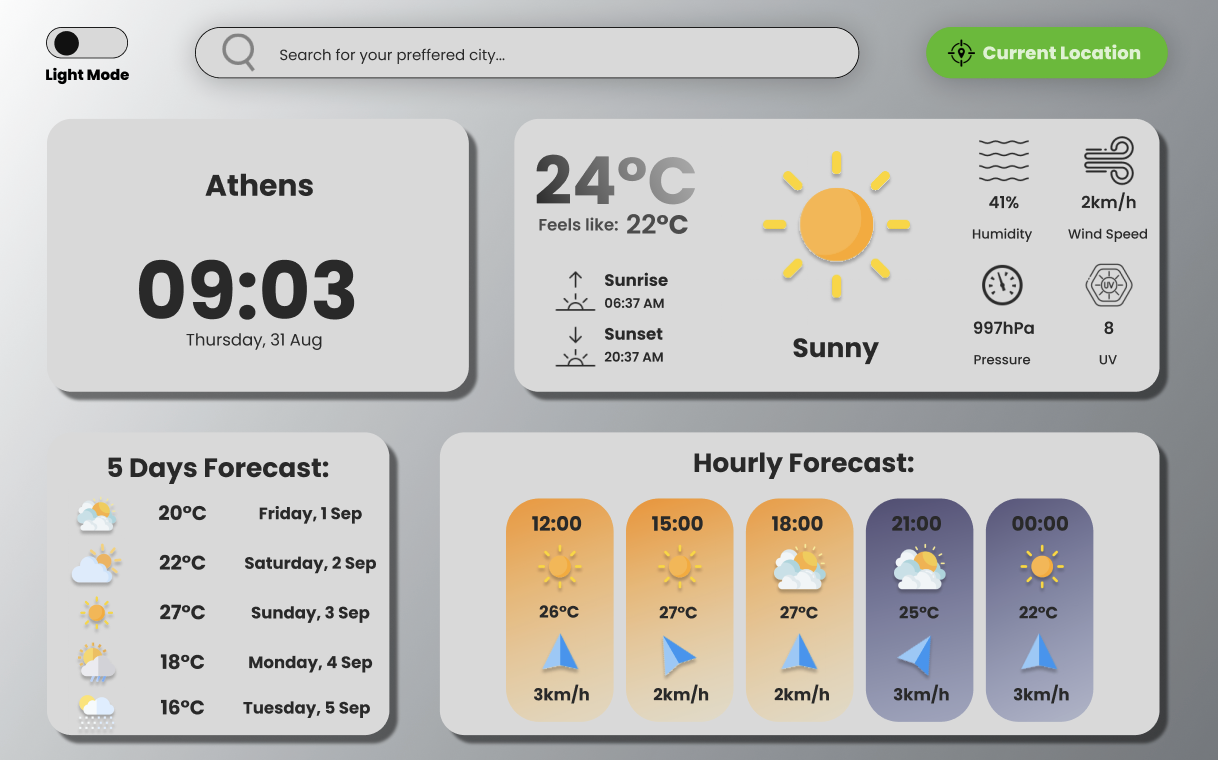 Light Mode
Search for your preffered city...
Current Location
Athens
09:03
Thursday, 31 Aug
24°C
Feels like: 22°C
Sunrise
06:37 AM
Sunset
20:37 AM
Sunny
41%
Humidity
2km/h
Wind Speed
997hPa
Pressure
UV
8
UV
5 Days Forecast:
20°C Friday, 1 Sep
22°C Saturday, 2 Sep
27°C Sunday, 3 Sep
18°C Monday, 4 Sep
16°C Tuesday, 5 Sep
Hourly Forecast:
12:00 15:00 18:00 21:00 00:00
26°C 27°C 27°C 25°C 22°C
3km/h 2km/h 2km/h 3km/h 3km/h